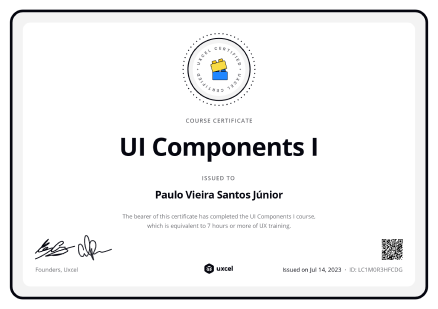 UXCEL CERTIFIED • UXCEL CERTIFIED •
COURSE CERTIFICATE
UI Components I
ISSUED TO
Paulo Vieira Santos Júnior
The bearer of this certificate has completed the UI Components I course,
which is equivalent to 7 hours or more of UX training.
Founders, Uxcel
uxcel
Issued on Jul 14, 2023 • ID: LC1M0R3HFCDG